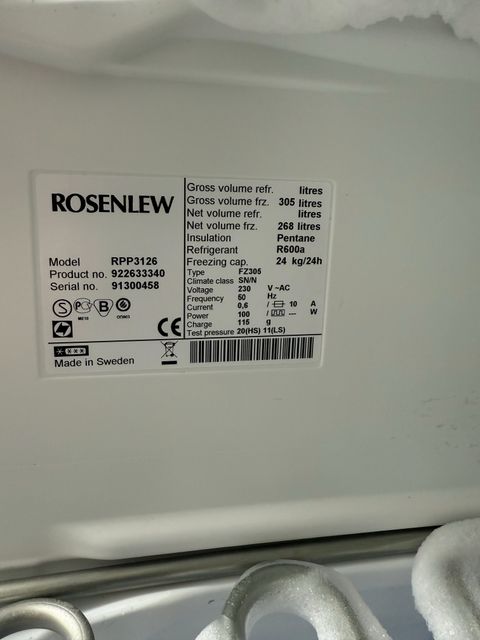 ROSENLEW
Model RPP3126
Product no. 922633340
Serial no. 91300458
Made in Sweden
Gross volume refr. litres
Gross volume frz. 305 litres
Net volume refr. litres
Net volume frz. 268 litres
Insulation Pentane
Refrigerant R600a
Freezing cap. 24 kg/24h
Type FZ305
Climate class SN/N
Voltage 230 V ~AC
Frequency 50 Hz
Current 0,6 / 10 A
Power 100 / --- W
Charge 115 g
Test pressure 20(HS) 11(LS)